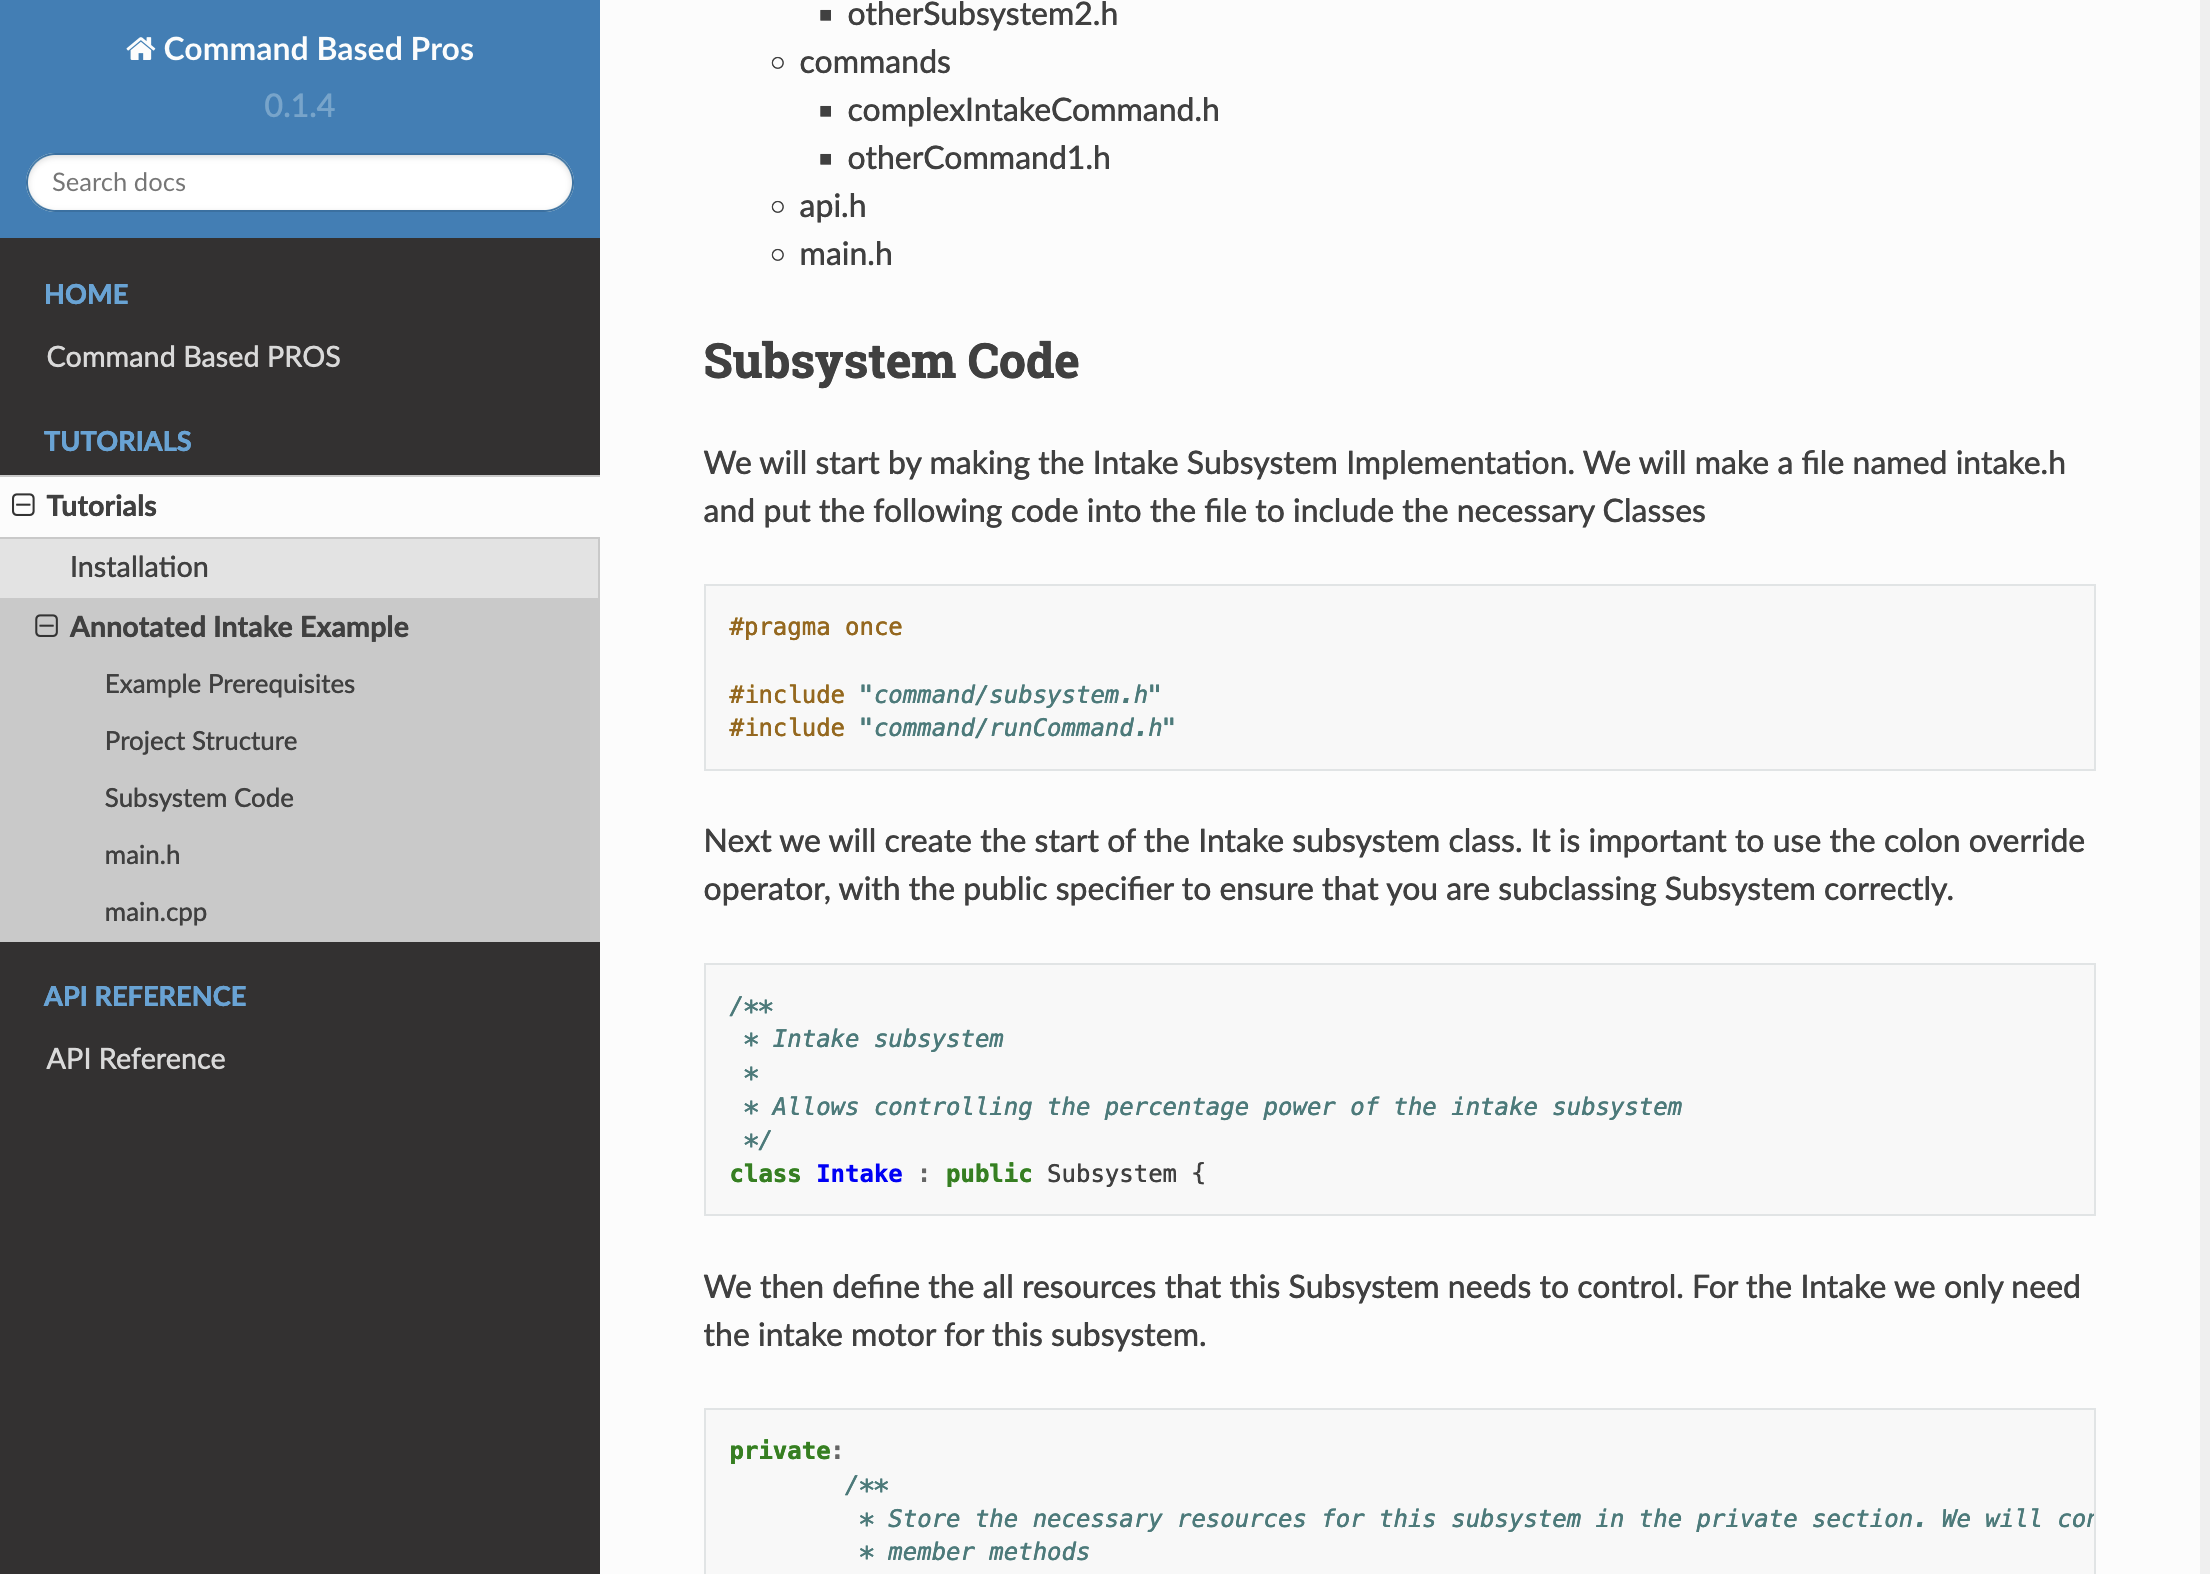 Command Based Pros
0.1.4
Search docs
HOME
Command Based PROS
TUTORIALS
Tutorials
Installation
Annotated Intake Example
Example Prerequisites
Project Structure
Subsystem Code
main.h
main.cpp
API REFERENCE
API Reference
otherSubsystem2.h
commands
complexIntakeCommand.h
otherCommand1.h
api.h
main.h
Subsystem Code
We will start by making the Intake Subsystem Implementation. We will make a file named intake.h
and put the following code into the file to include the necessary Classes
#pragma once
#include "command/subsystem.h"
#include "command/runCommand.h"
Next we will create the start of the Intake subsystem class. It is important to use the colon override
operator, with the public specifier to ensure that you are subclassing Subsystem correctly.
/**
 * Intake subsystem
 *
 * Allows controlling the percentage power of the intake subsystem
 */
class Intake : public Subsystem {
We then define the all resources that this Subsystem needs to control. For the Intake we only need
the intake motor for this subsystem.
private:
        /**
         * Store the necessary resources for this subsystem in the private section. We will
         * member methods